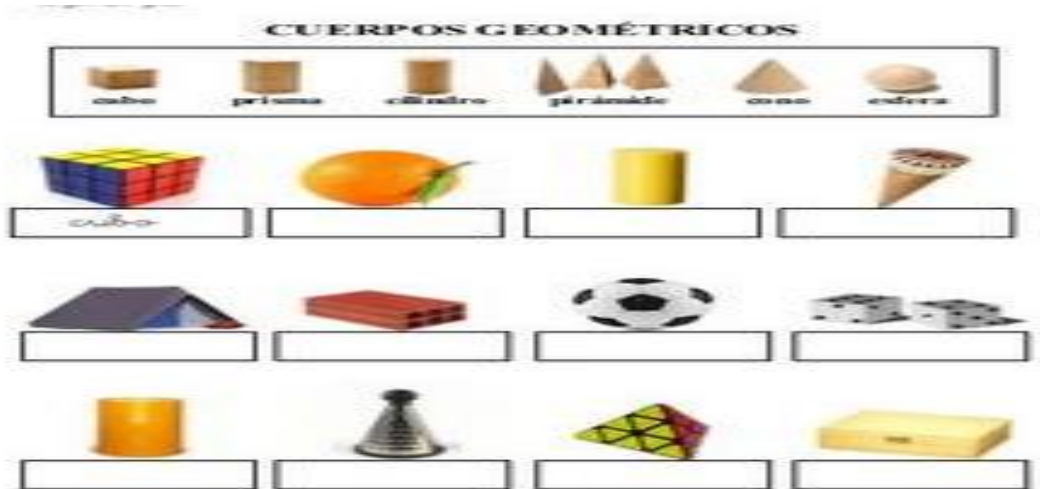 CUERPOS GEOMÉTRICOS
cubo prisma cilindro pirámide cono esfera
cubo